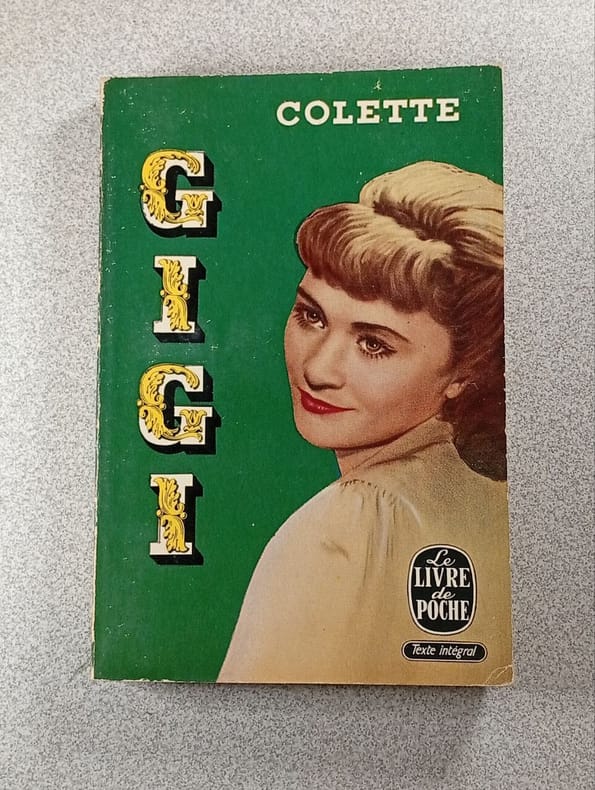 COLETTE
GIGI
Le
LIVRE
de
POCHE
Texte intégral